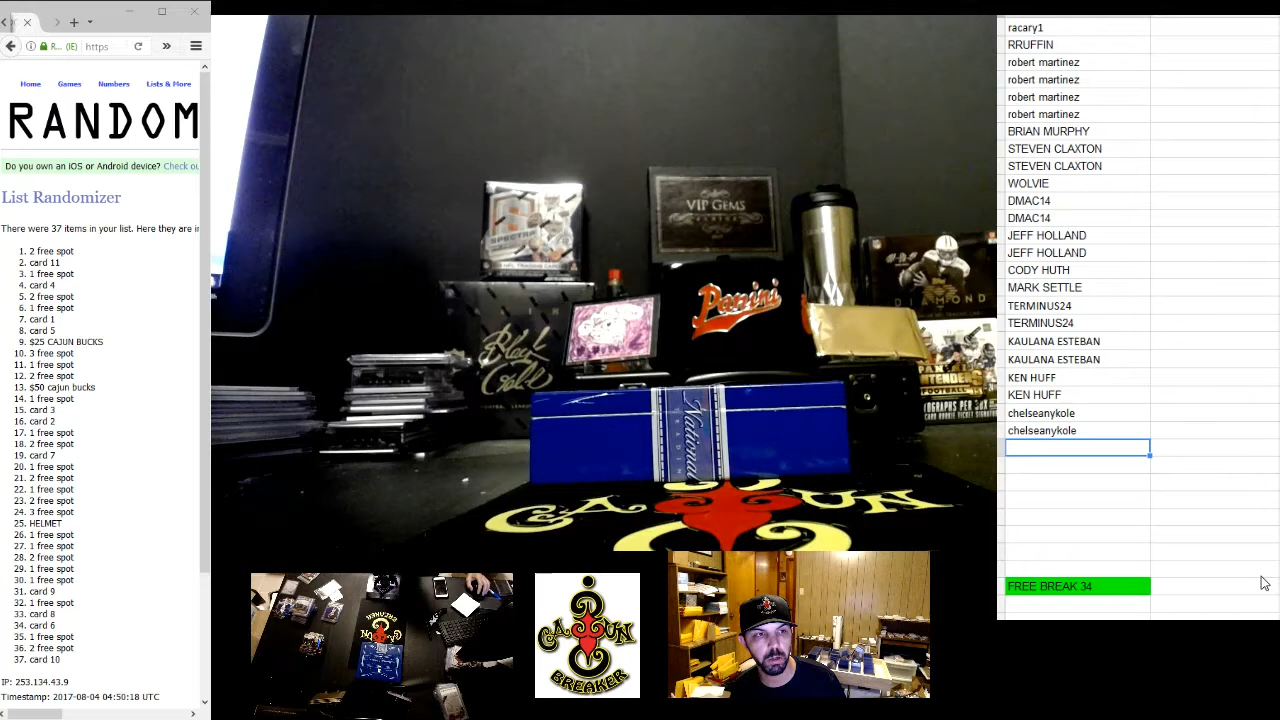 R... (IE)
https
Home Games Numbers Lists & More
RANDOM
Do you own an iOS or Android device? Check ou
List Randomizer
There were 37 items in your list. Here they are i
1. 2 free spot
2. card 11
3. 1 free spot
4. card 4
5. 2 free spot
6. 1 free spot
7. card 1
8. card 5
9. $25 CAJUN BUCKS
10. 3 free spot
11. 1 free spot
12. 2 free spot
13. $50 cajun bucks
14. 1 free spot
15. card 3
16. card 2
17. 1 free spot
18. 2 free spot
19. card 7
20. 1 free spot
21. 2 free spot
22. 1 free spot
23. 2 free spot
24. 3 free spot
25. HELMET
26. 1 free spot
27. 1 free spot
28. 2 free spot
29. 1 free spot
30. 1 free spot
31. card 9
32. 1 free spot
33. card 8
34. card 6
35. 1 free spot
36. 2 free spot
37. card 10
IP: 253.134.43.9
Timestamp: 2017-08-04 04:50:18 UTC
SPECTRA
VIP GEMS
Panini
Black Gold
DIAMOND
CONTENDERS
FOOTBALL
National
CAJUN
CAJUN
BREAKER
racary1
RRUFFIN
robert martinez
robert martinez
robert martinez
robert martinez
BRIAN MURPHY
STEVEN CLAXTON
STEVEN CLAXTON
WOLVIE
DMAC14
DMAC14
JEFF HOLLAND
JEFF HOLLAND
CODY HUTH
MARK SETTLE
TERMINUS24
TERMINUS24
KAULANA ESTEBAN
KAULANA ESTEBAN
KEN HUFF
KEN HUFF
chelseanykole
chelseanykole
FREE BREAK 34